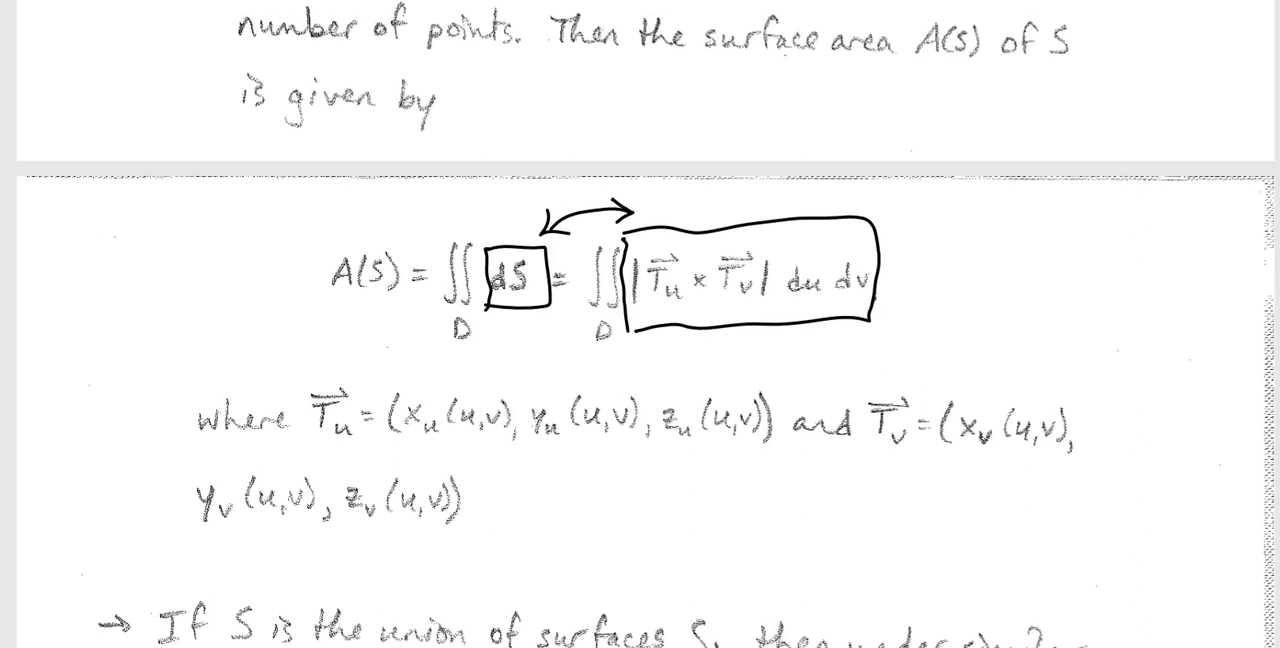 number of points. Then the surface area A(S) of S
is given by
A(S) = ∬_D dS = ∬_D |T⃗_u × T⃗_v| du dv
where T⃗_u = (x_u (u,v), y_u (u,v), z_u (u,v)) and T⃗_v = (x_v (u,v),
y_v (u,v), z_v (u,v))
→ If S is the union of surfaces S_i, then